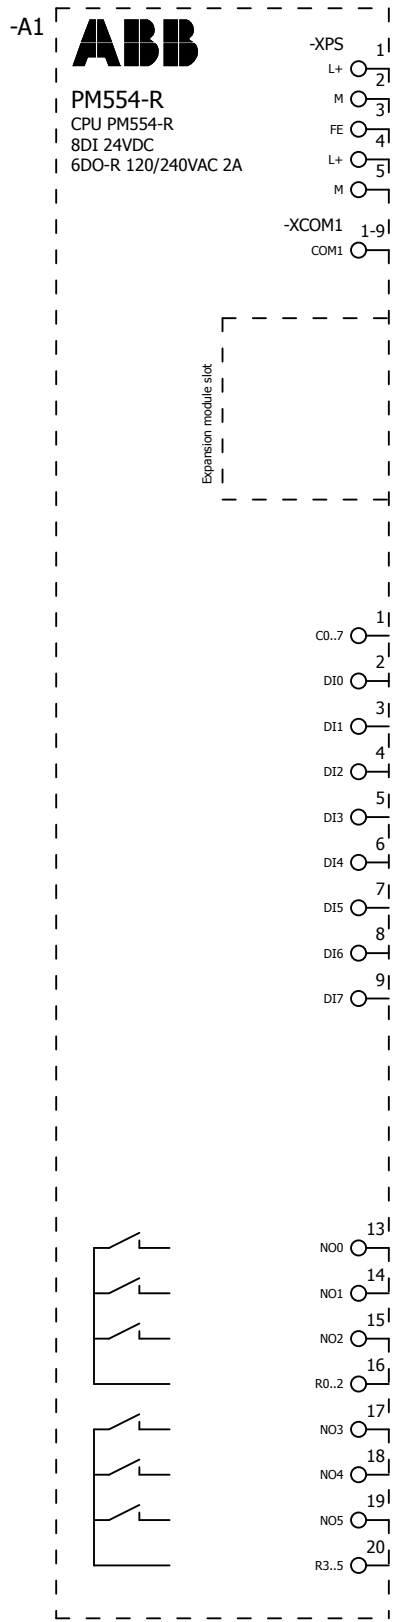 -A1
ABB
PM554-R
CPU PM554-R
8DI 24VDC
6DO-R 120/240VAC 2A
-XPS
1
L+
2
M
3
FE
4
L+
5
M
-XCOM1
1-9
COM1
Expansion module slot
1
C0..7
2
DI0
3
DI1
4
DI2
5
DI3
6
DI4
7
DI5
8
DI6
9
DI7
13
NO0
14
NO1
15
NO2
16
R0..2
17
NO3
18
NO4
19
NO5
20
R3..5